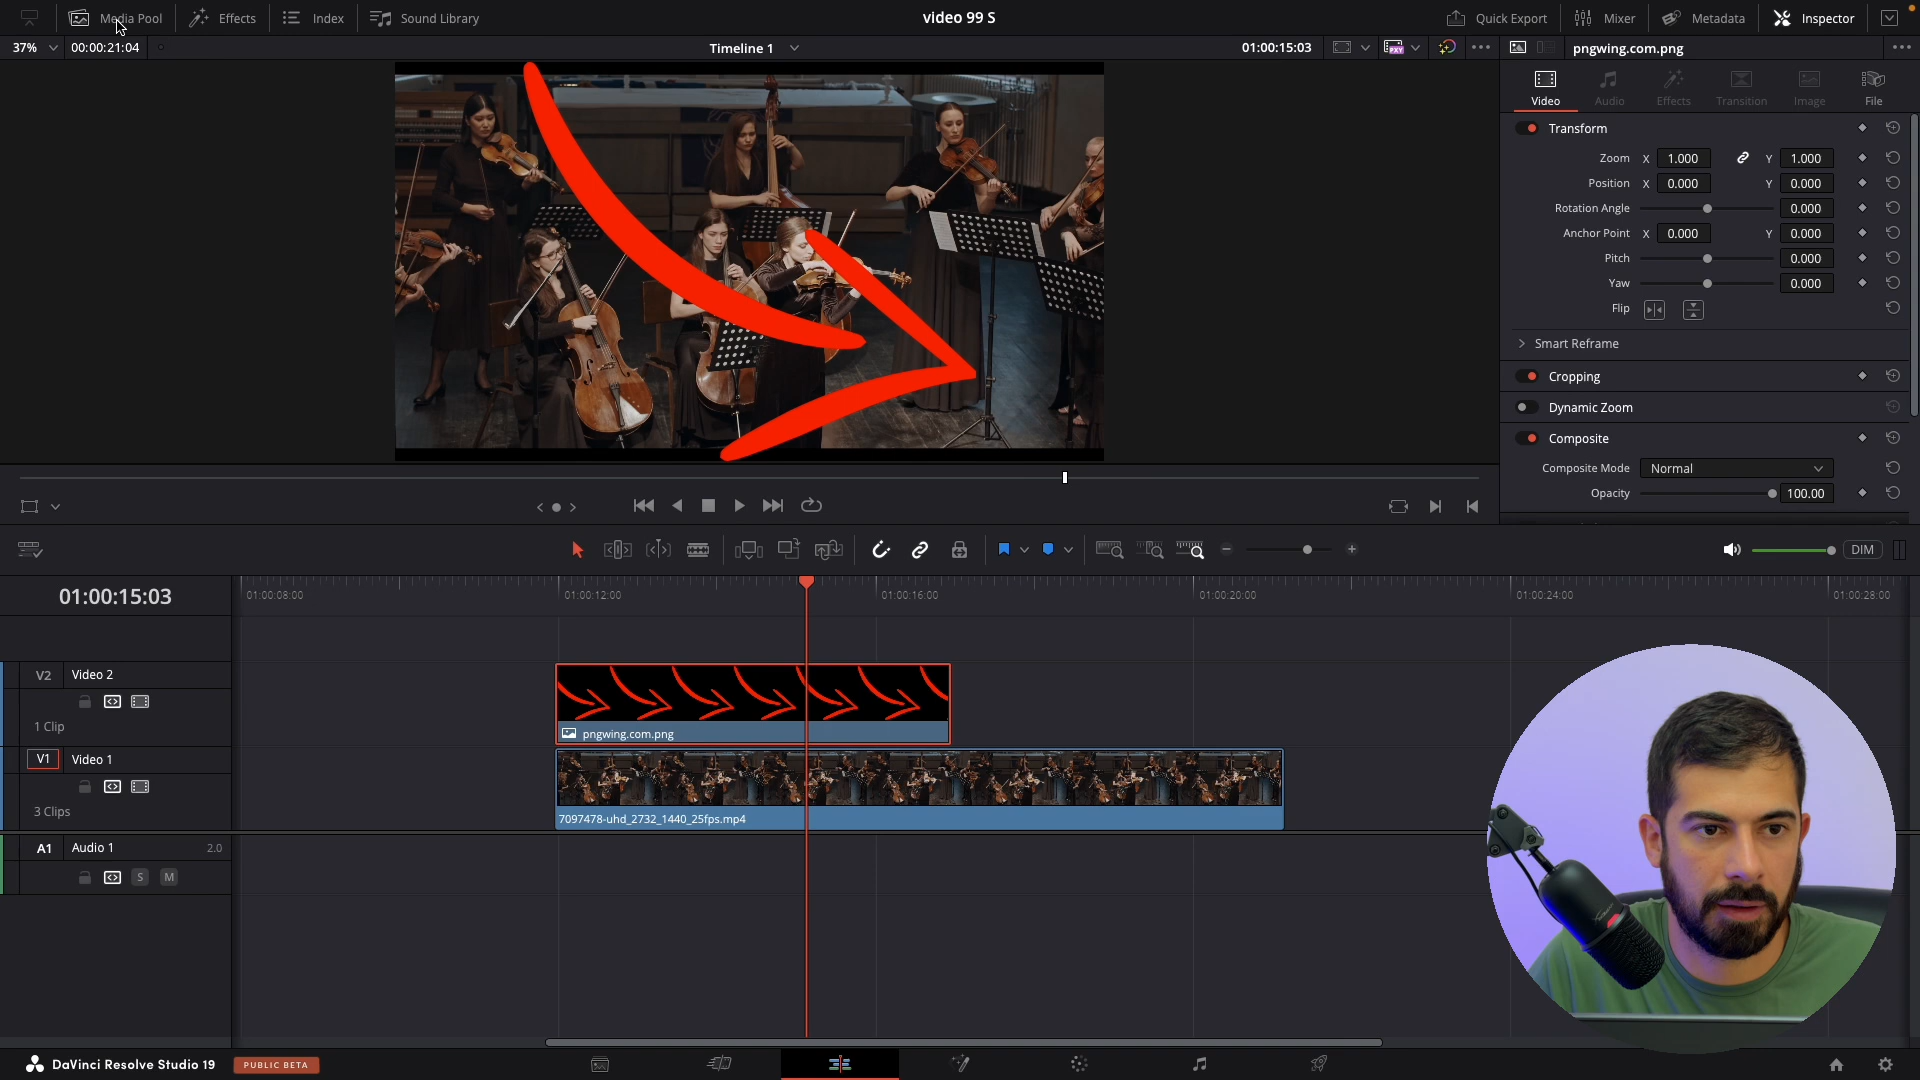 Media Pool
Effects
Index
Sound Library
video 99 S
Quick Export
Mixer
Metadata
Inspector
37%
00:00:21:04
Timeline 1
01:00:15:03
PXY
pngwing.com.png
Video
Audio
Effects
Transition
Image
File
Transform
Zoom X 1.000 Y 1.000
Position X 0.000 Y 0.000
Rotation Angle 0.000
Anchor Point X 0.000 Y 0.000
Pitch 0.000
Yaw 0.000
Flip
Smart Reframe
Cropping
Dynamic Zoom
Composite
Composite Mode Normal
Opacity 100.00
DIM
01:00:15:03
01:00:08:00
01:00:12:00
01:00:16:00
01:00:20:00
01:00:24:00
01:00:28:00
V2 Video 2
1 Clip
pngwing.com.png
V1 Video 1
3 Clips
7097478-uhd_2732_1440_25fps.mp4
A1 Audio 1 2.0
S M
DaVinci Resolve Studio 19
PUBLIC BETA